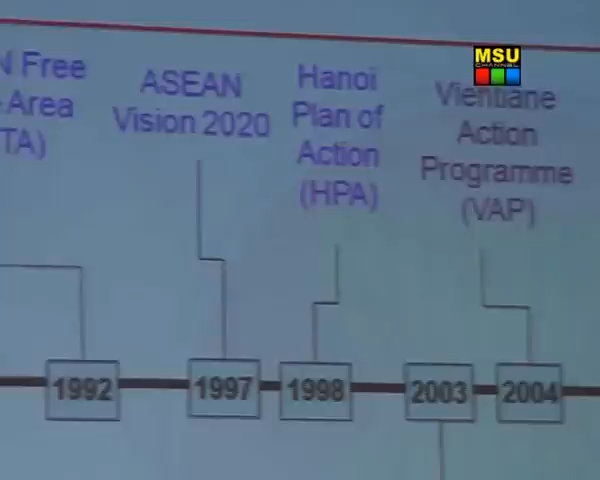 MSU
CHANNEL
N Free
-Area
TA)
ASEAN
Vision 2020
Hanoi
Plan of
Action
(HPA)
Vientiane
Action
Programme
(VAP)
1992
1997
1998
2003
2004